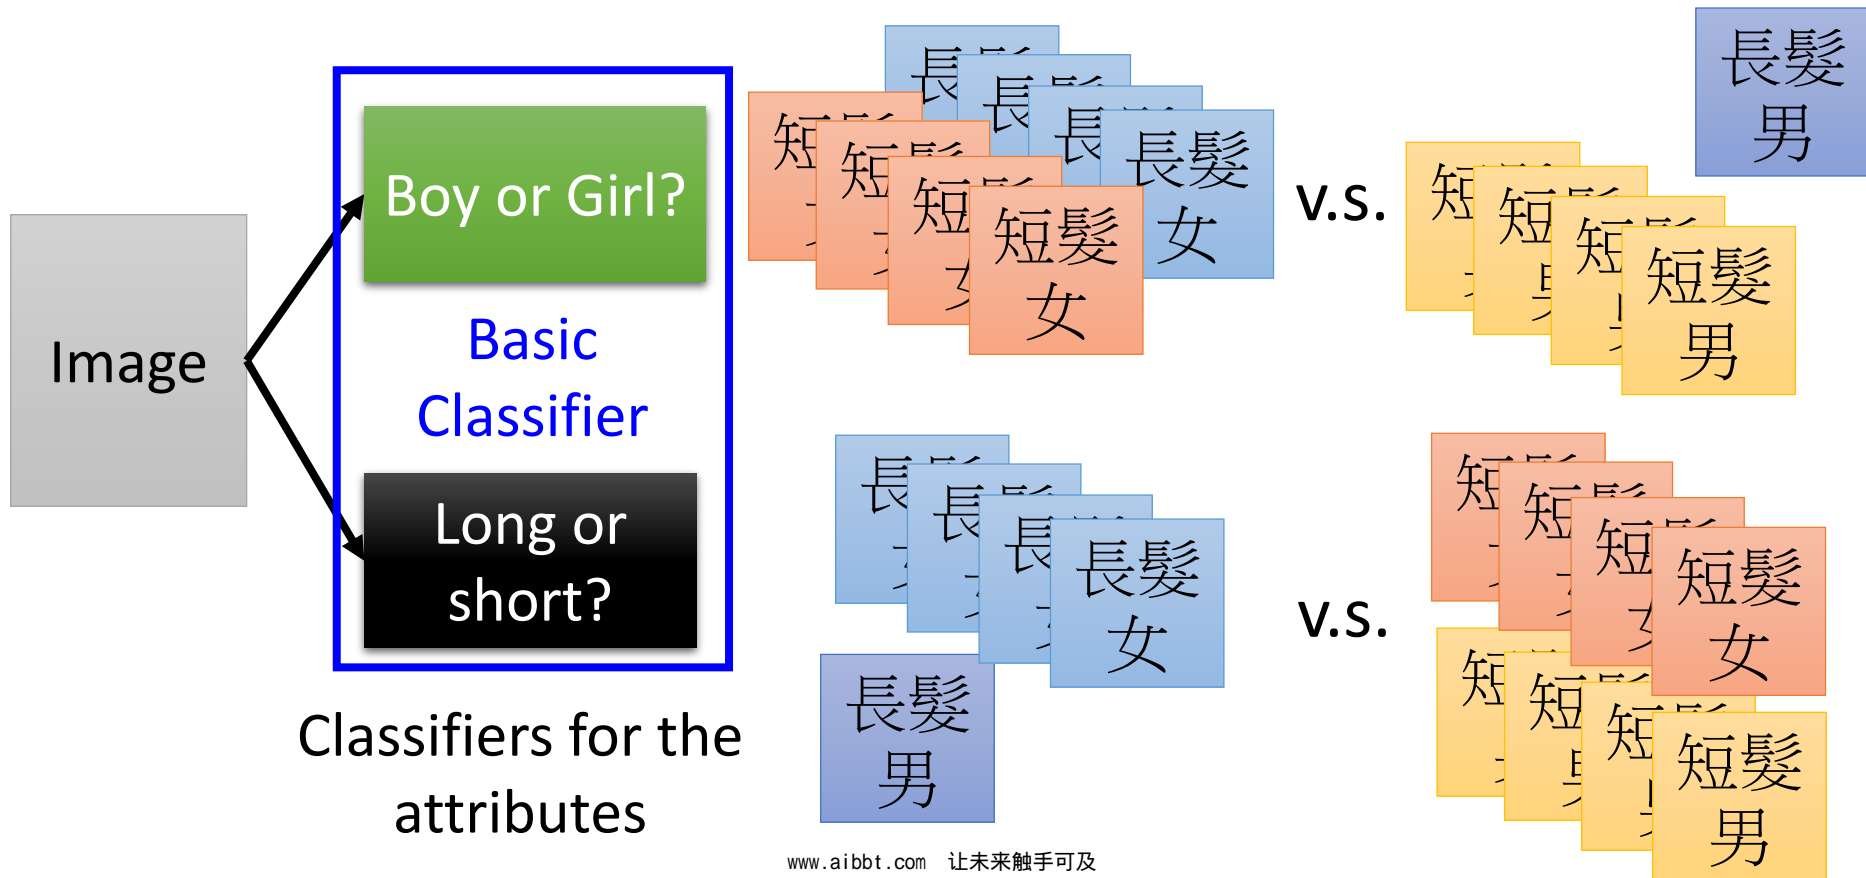 Image
Boy or Girl?
Basic
Classifier
Long or
short?
Classifiers for the
attributes
長髮
女
短髮
女
v.s.
長髮
男
短髮
男
長髮
女
長髮
男
v.s.
短髮
女
短髮
男
www.aibbt.com 让未来触手可及